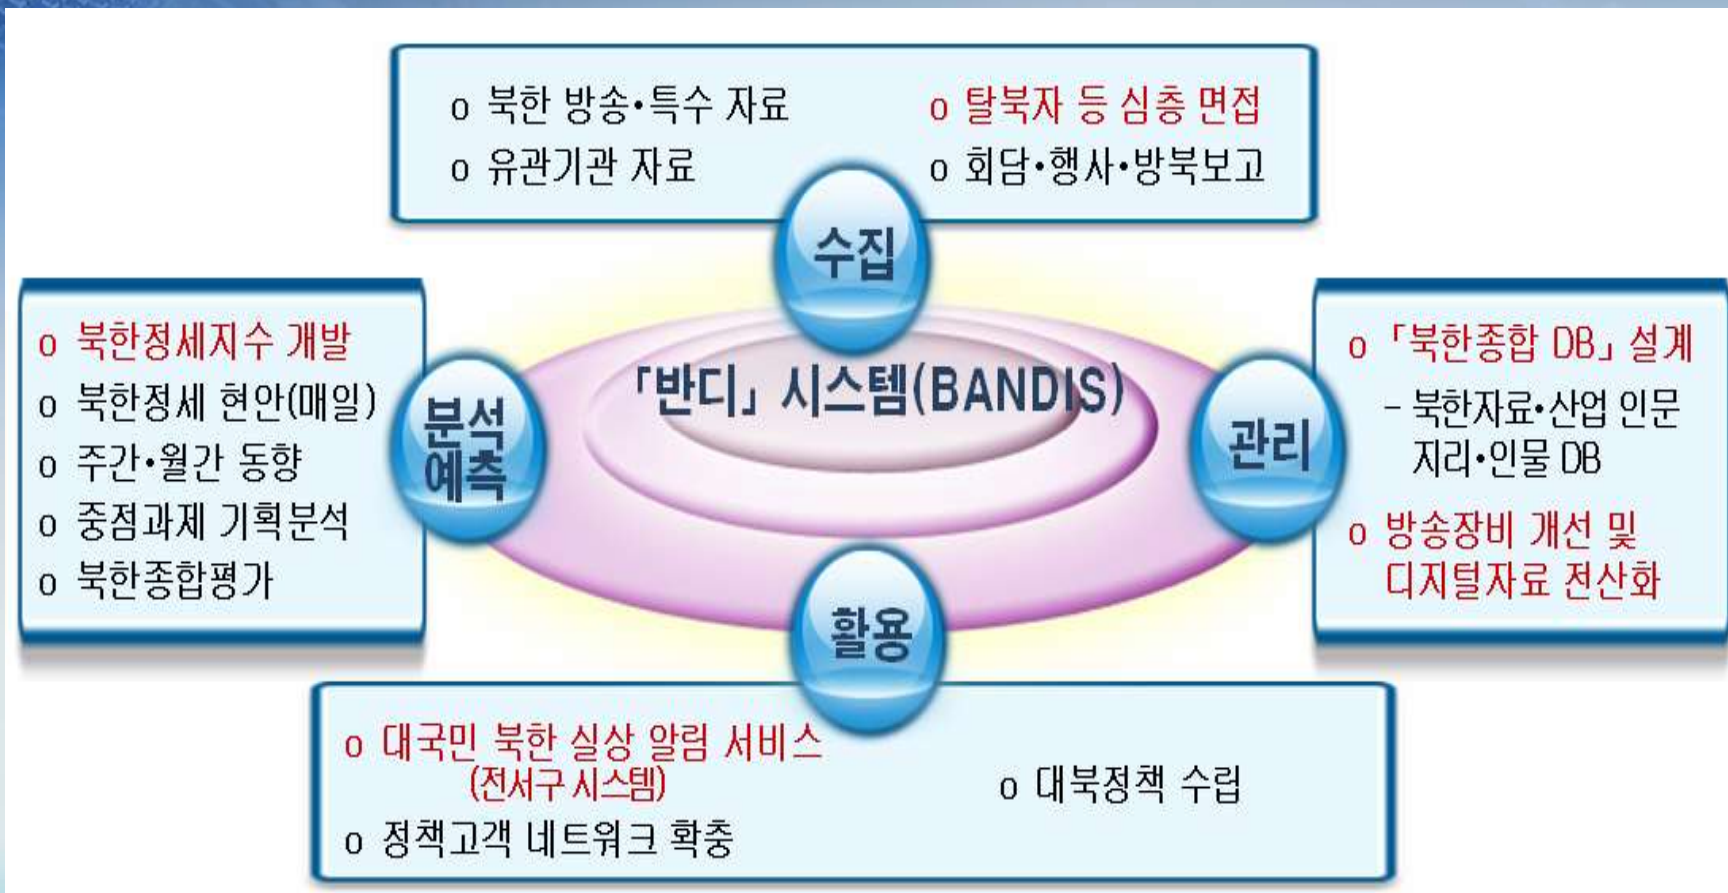 o 북한 방송•특수 자료
o 탈북자 등 심층 면접
o 유관기관 자료
o 회담•행사•방북보고
수집
o 북한정세지수 개발
o 북한정세 현안(매일)
o 주간•월간 동향
o 중점과제 기획분석
o 북한종합평가
분석
예측
「반디」 시스템(BANDIS)
관리
o 「북한종합 DB」 설계
- 북한자료•산업 인문
지리•인물 DB
o 방송장비 개선 및
디지털자료 전산화
활용
o 대국민 북한 실상 알림 서비스
(전서구 시스템)
o 정책고객 네트워크 확충
o 대북정책 수립